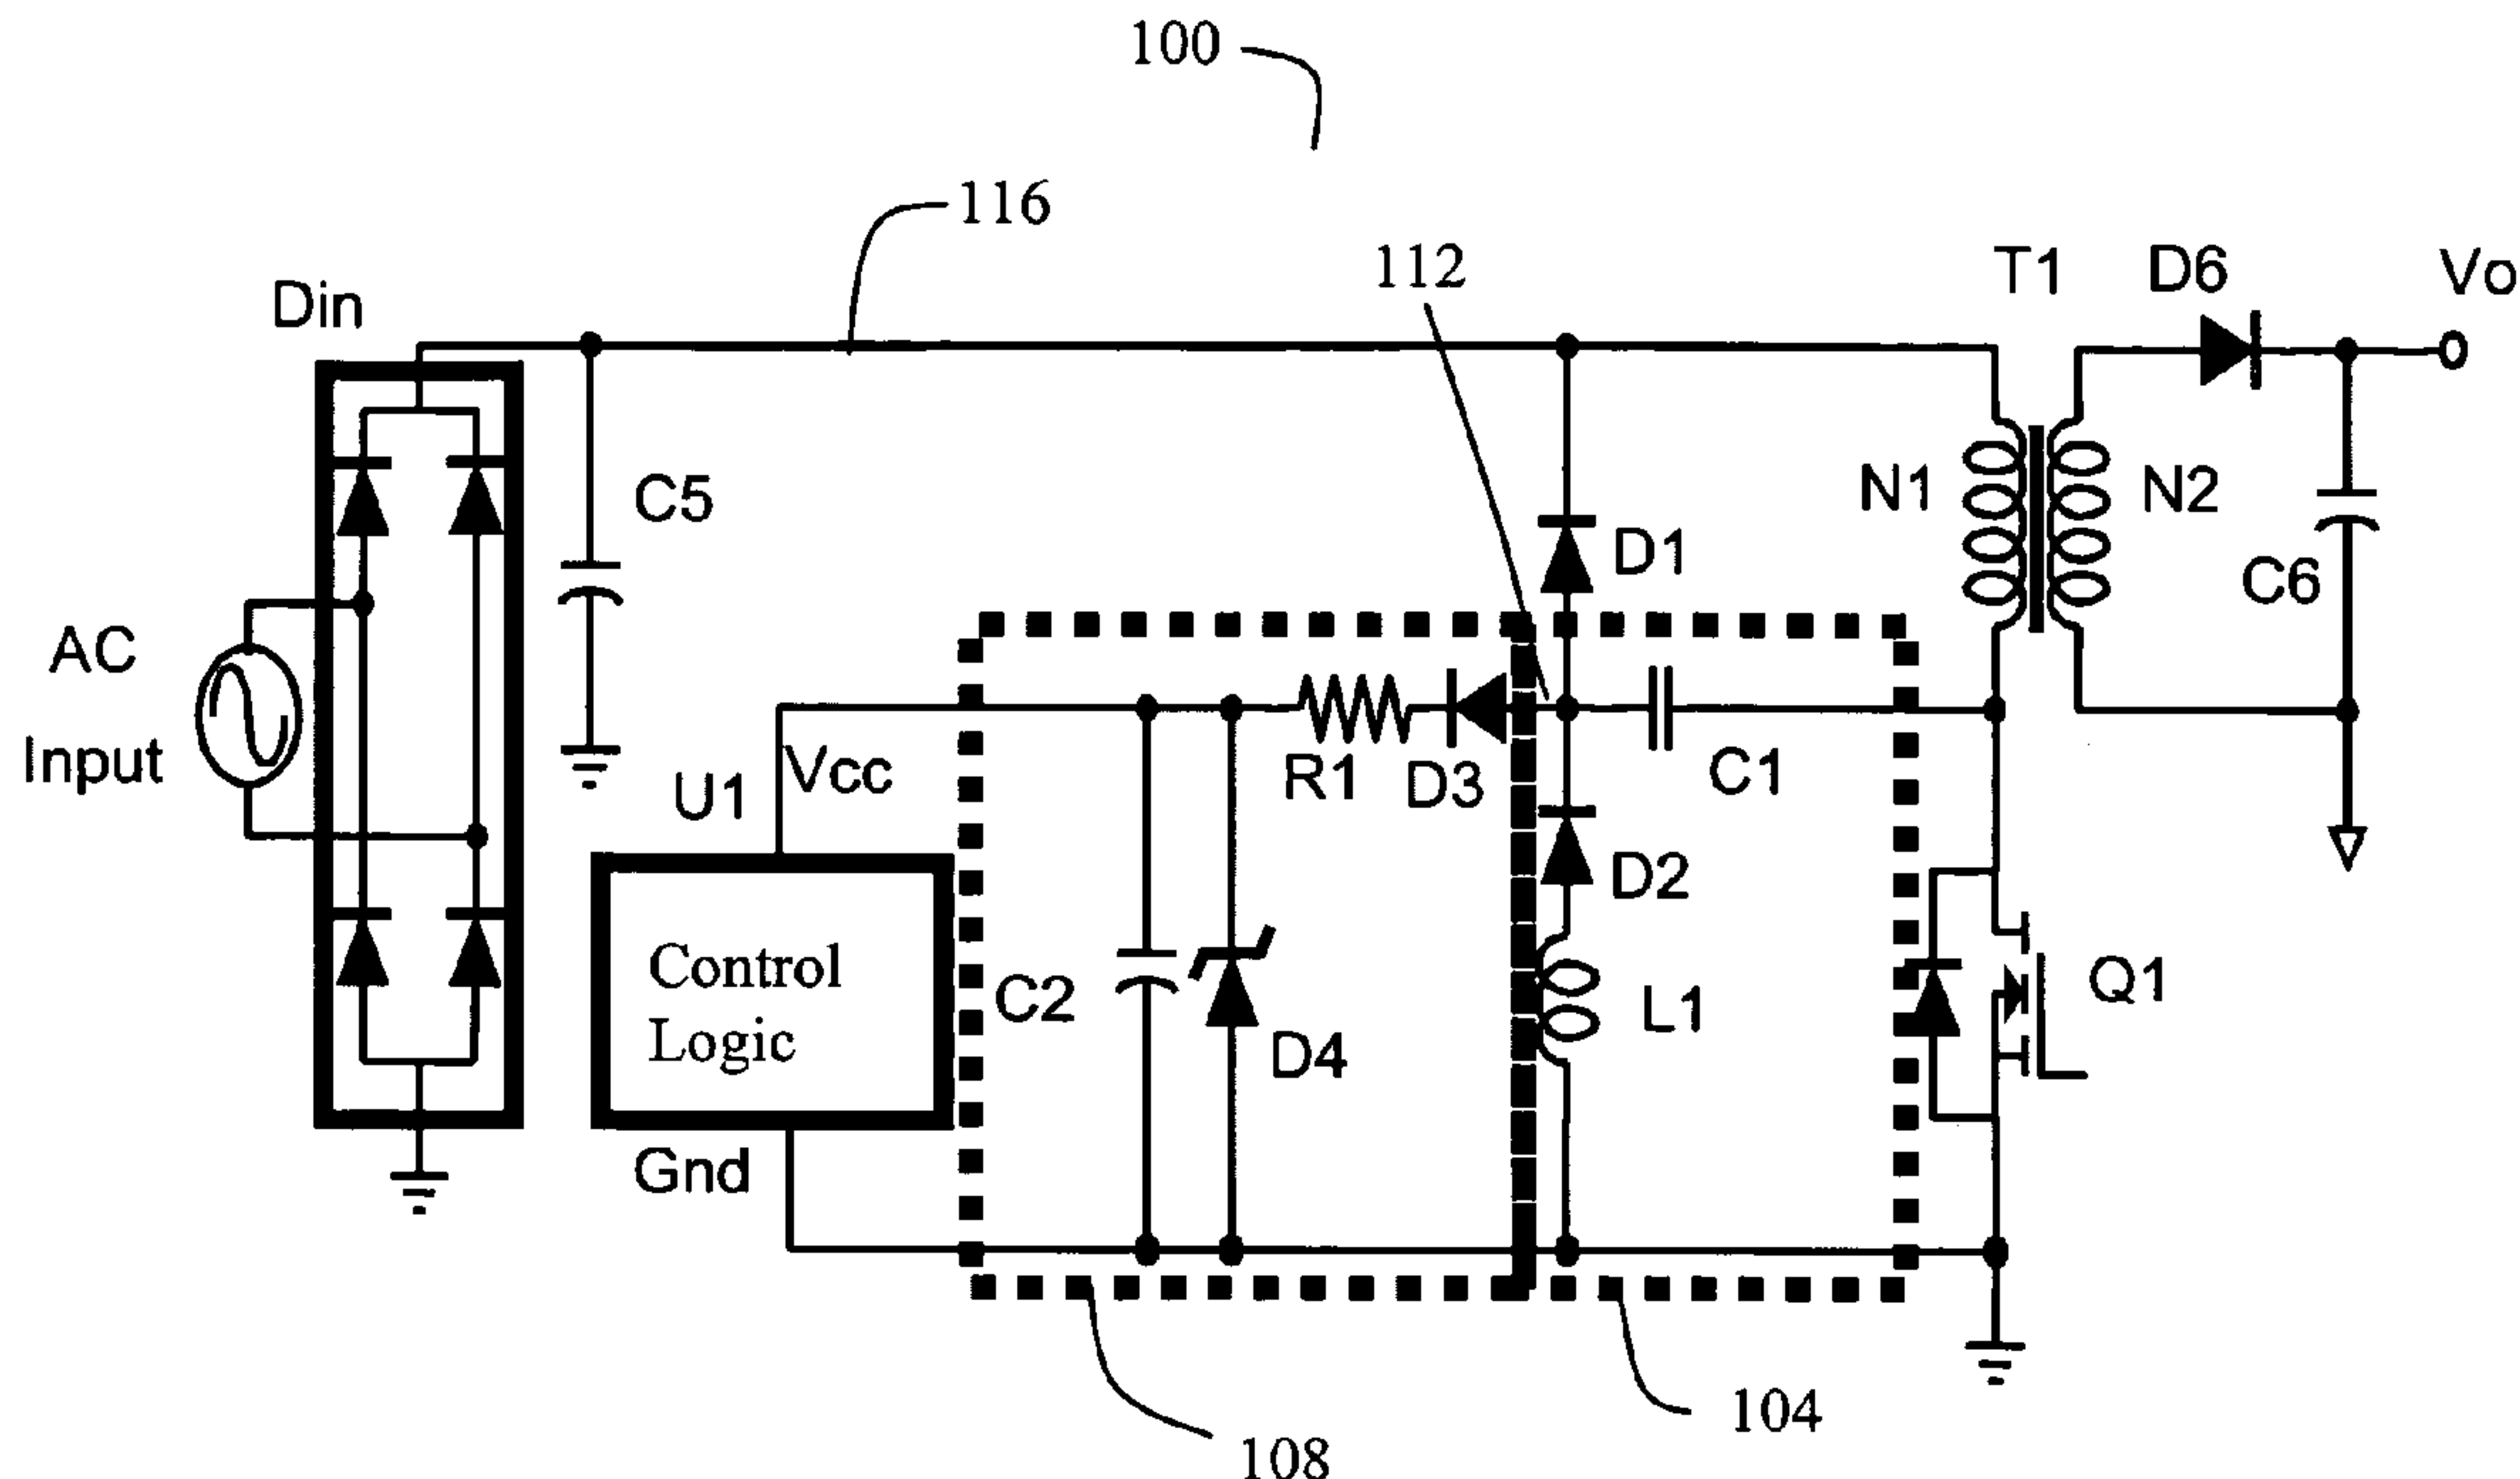 100
116
112
Din
T1
D6
Vo
C5
N1
N2
D1
C6
AC
Input
U1
Vcc
R1
D3
C1
D2
Control
Logic
C2
D4
L1
Q1
Gnd
104
108